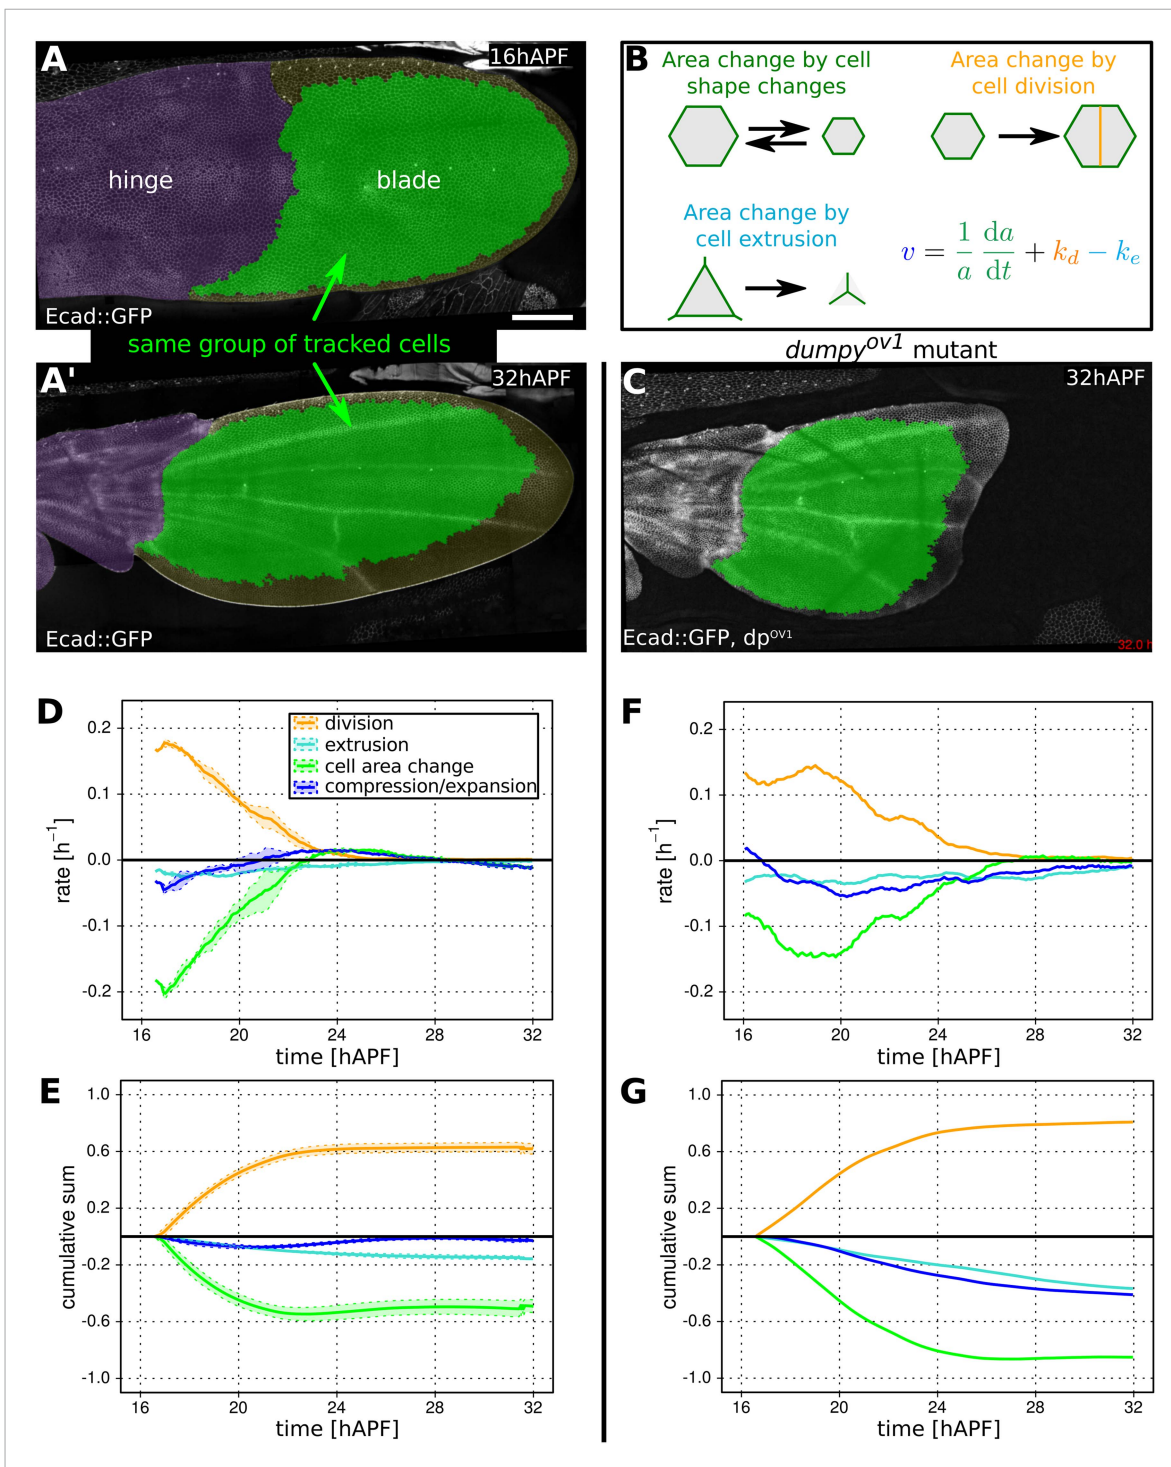 A
16hAPF
hinge
blade
Ecad::GFP
same group of tracked cells
A'
32hAPF
Ecad::GFP
B
Area change by cell
shape changes
Area change by
cell division
Area change by
cell extrusion
v = 1/a da/dt + k_d − k_e
dumpy^ov1 mutant
C
32hAPF
Ecad::GFP, dp^OV1
32.0 h
D
division
extrusion
cell area change
compression/expansion
0.2
0.1
0.0
-0.1
-0.2
rate [h⁻¹]
16 20 24 28 32
time [hAPF]
F
0.2
0.1
0.0
-0.1
-0.2
rate [h⁻¹]
16 20 24 28 32
time [hAPF]
E
1.0
0.6
0.2
-0.2
-0.6
-1.0
cumulative sum
16 20 24 28 32
time [hAPF]
G
1.0
0.6
0.2
-0.2
-0.6
-1.0
cumulative sum
16 20 24 28 32
time [hAPF]